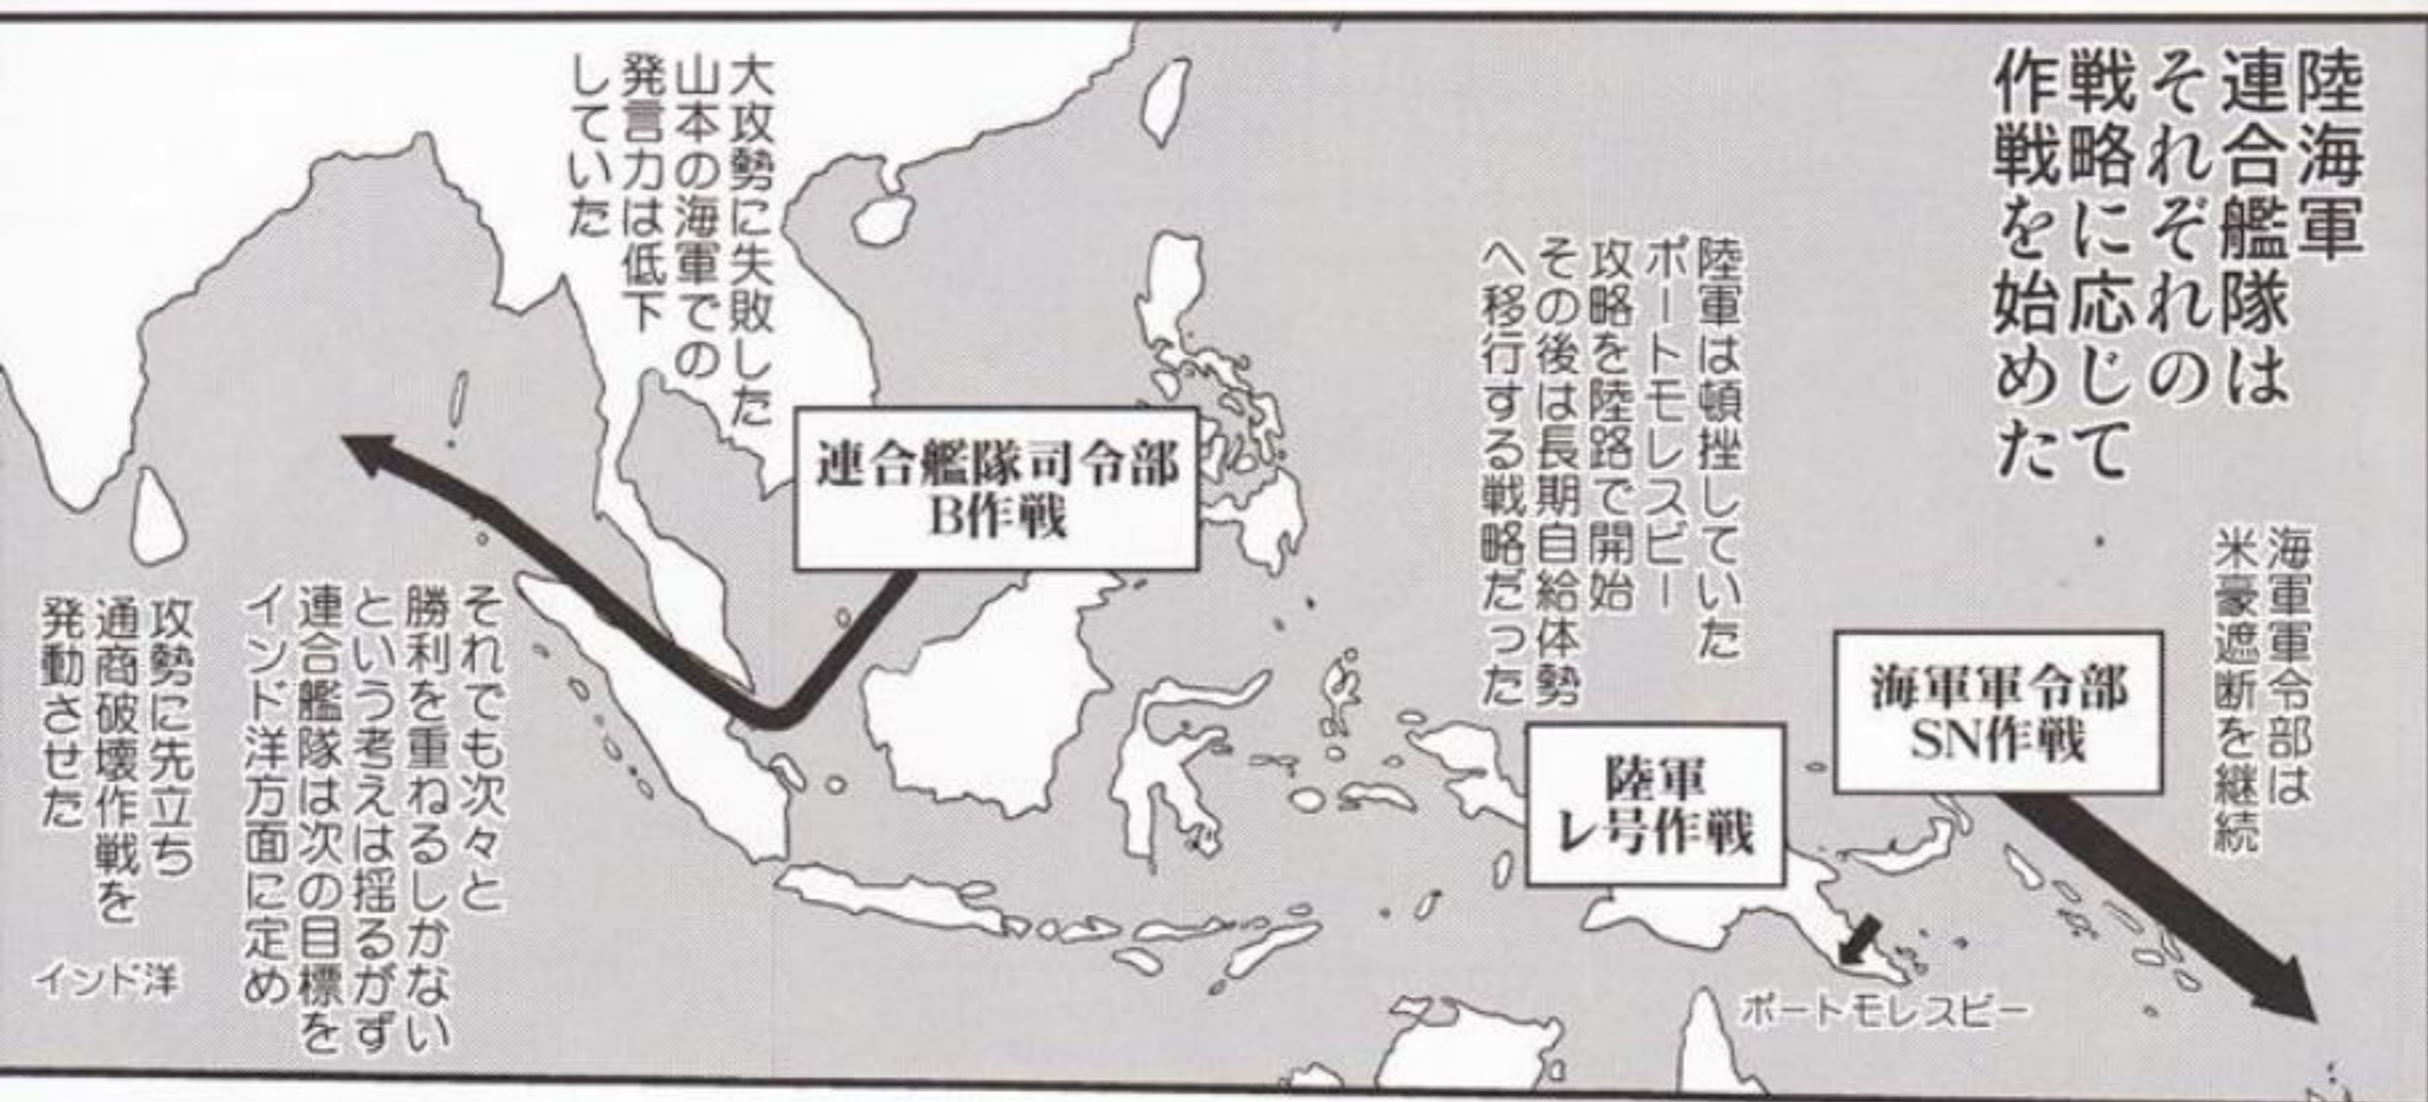 陸海軍
連合艦隊は
それぞれの
戦略に応じて
作戦を始めた
海軍軍令部は
米豪遮断を継続
海軍軍令部
SN作戦
陸軍は頓挫していた
ポートモレスビー
攻略を陸路で開始
その後は長期自給体勢
へ移行する戦略だった
陸軍
レ号作戦
ポートモレスビー
大攻勢に失敗した
山本の海軍での
発言力は低下
していた
連合艦隊司令部
B作戦
それでも次々と
勝利を重ねるしかない
という考えは揺るがず
連合艦隊は次の目標を
インド洋方面に定め
攻勢に先立ち
通商破壊作戦を
発動させた
インド洋